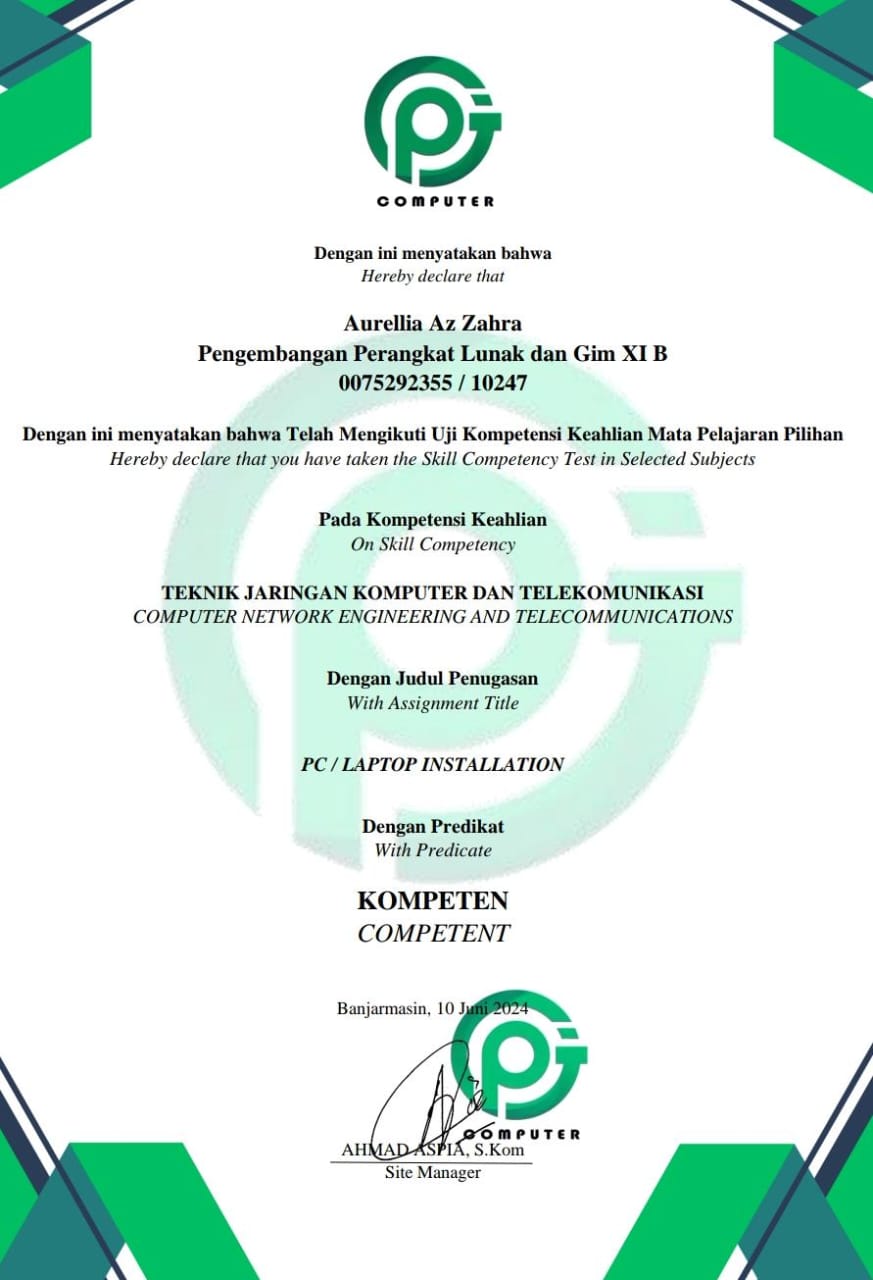 COMPUTER
Dengan ini menyatakan bahwa
Hereby declare that
Aurellia Az Zahra
Pengembangan Perangkat Lunak dan Gim XI B
0075292355 / 10247
Dengan ini menyatakan bahwa Telah Mengikuti Uji Kompetensi Keahlian Mata Pelajaran Pilihan
Hereby declare that you have taken the Skill Competency Test in Selected Subjects
Pada Kompetensi Keahlian
On Skill Competency
TEKNIK JARINGAN KOMPUTER DAN TELEKOMUNIKASI
COMPUTER NETWORK ENGINEERING AND TELECOMMUNICATIONS
Dengan Judul Penugasan
With Assignment Title
PC / LAPTOP INSTALLATION
Dengan Predikat
With Predicate
KOMPETEN
COMPETENT
Banjarmasin, 10 Juni 2024
COMPUTER
AHMAD ASPIA, S.Kom
Site Manager